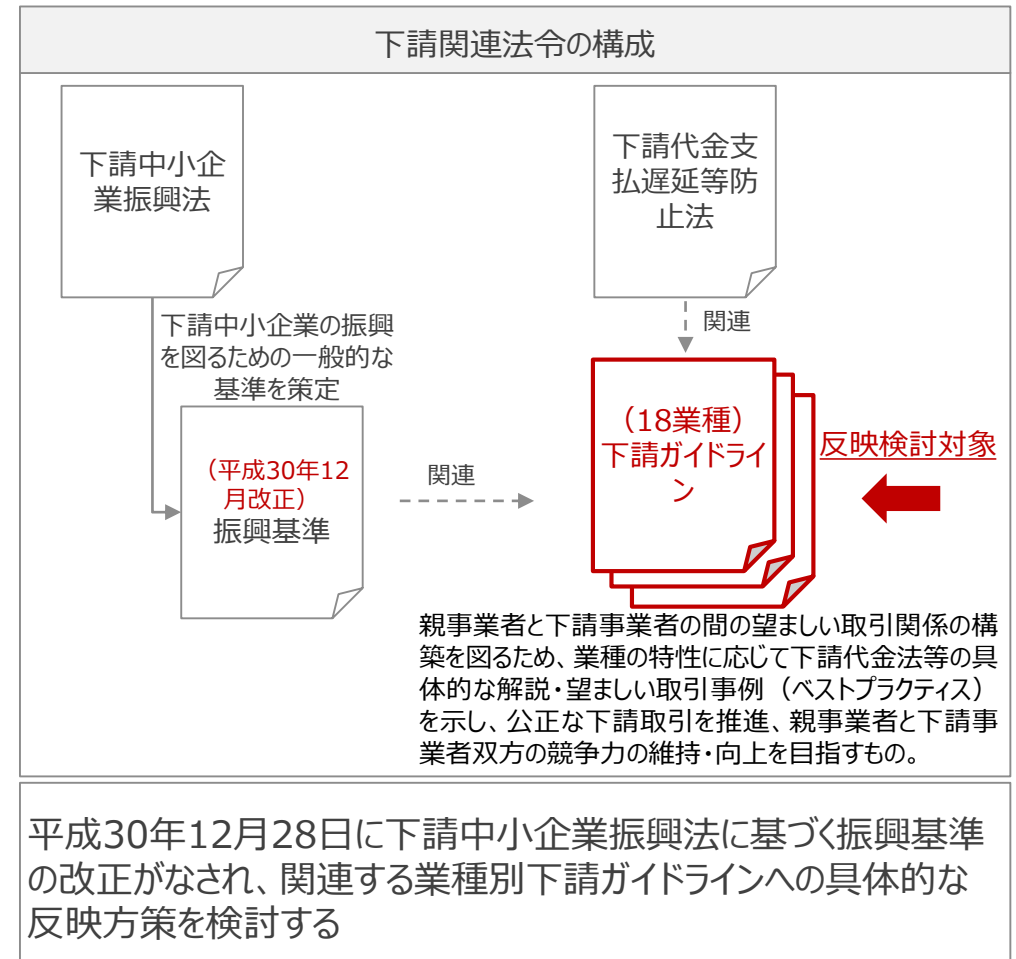 下請関連法令の構成
下請中小企
業振興法
下請代金支
払遅延等防
止法
下請中小企業の振興
を図るための一般的な
基準を策定
関連
（平成30年12
月改正）
振興基準
関連
（18業種）
下請ガイドライ
ン
反映検討対象
親事業者と下請事業者の間の望ましい取引関係の構
築を図るため、業種の特性に応じて下請代金法等の具
体的な解説・望ましい取引事例（ベストプラクティス）
を示し、公正な下請取引を推進、親事業者と下請事
業者双方の競争力の維持・向上を目指すもの。
平成30年12月28日に下請中小企業振興法に基づく振興基準
の改正がなされ、関連する業種別下請ガイドラインへの具体的な
反映方策を検討する